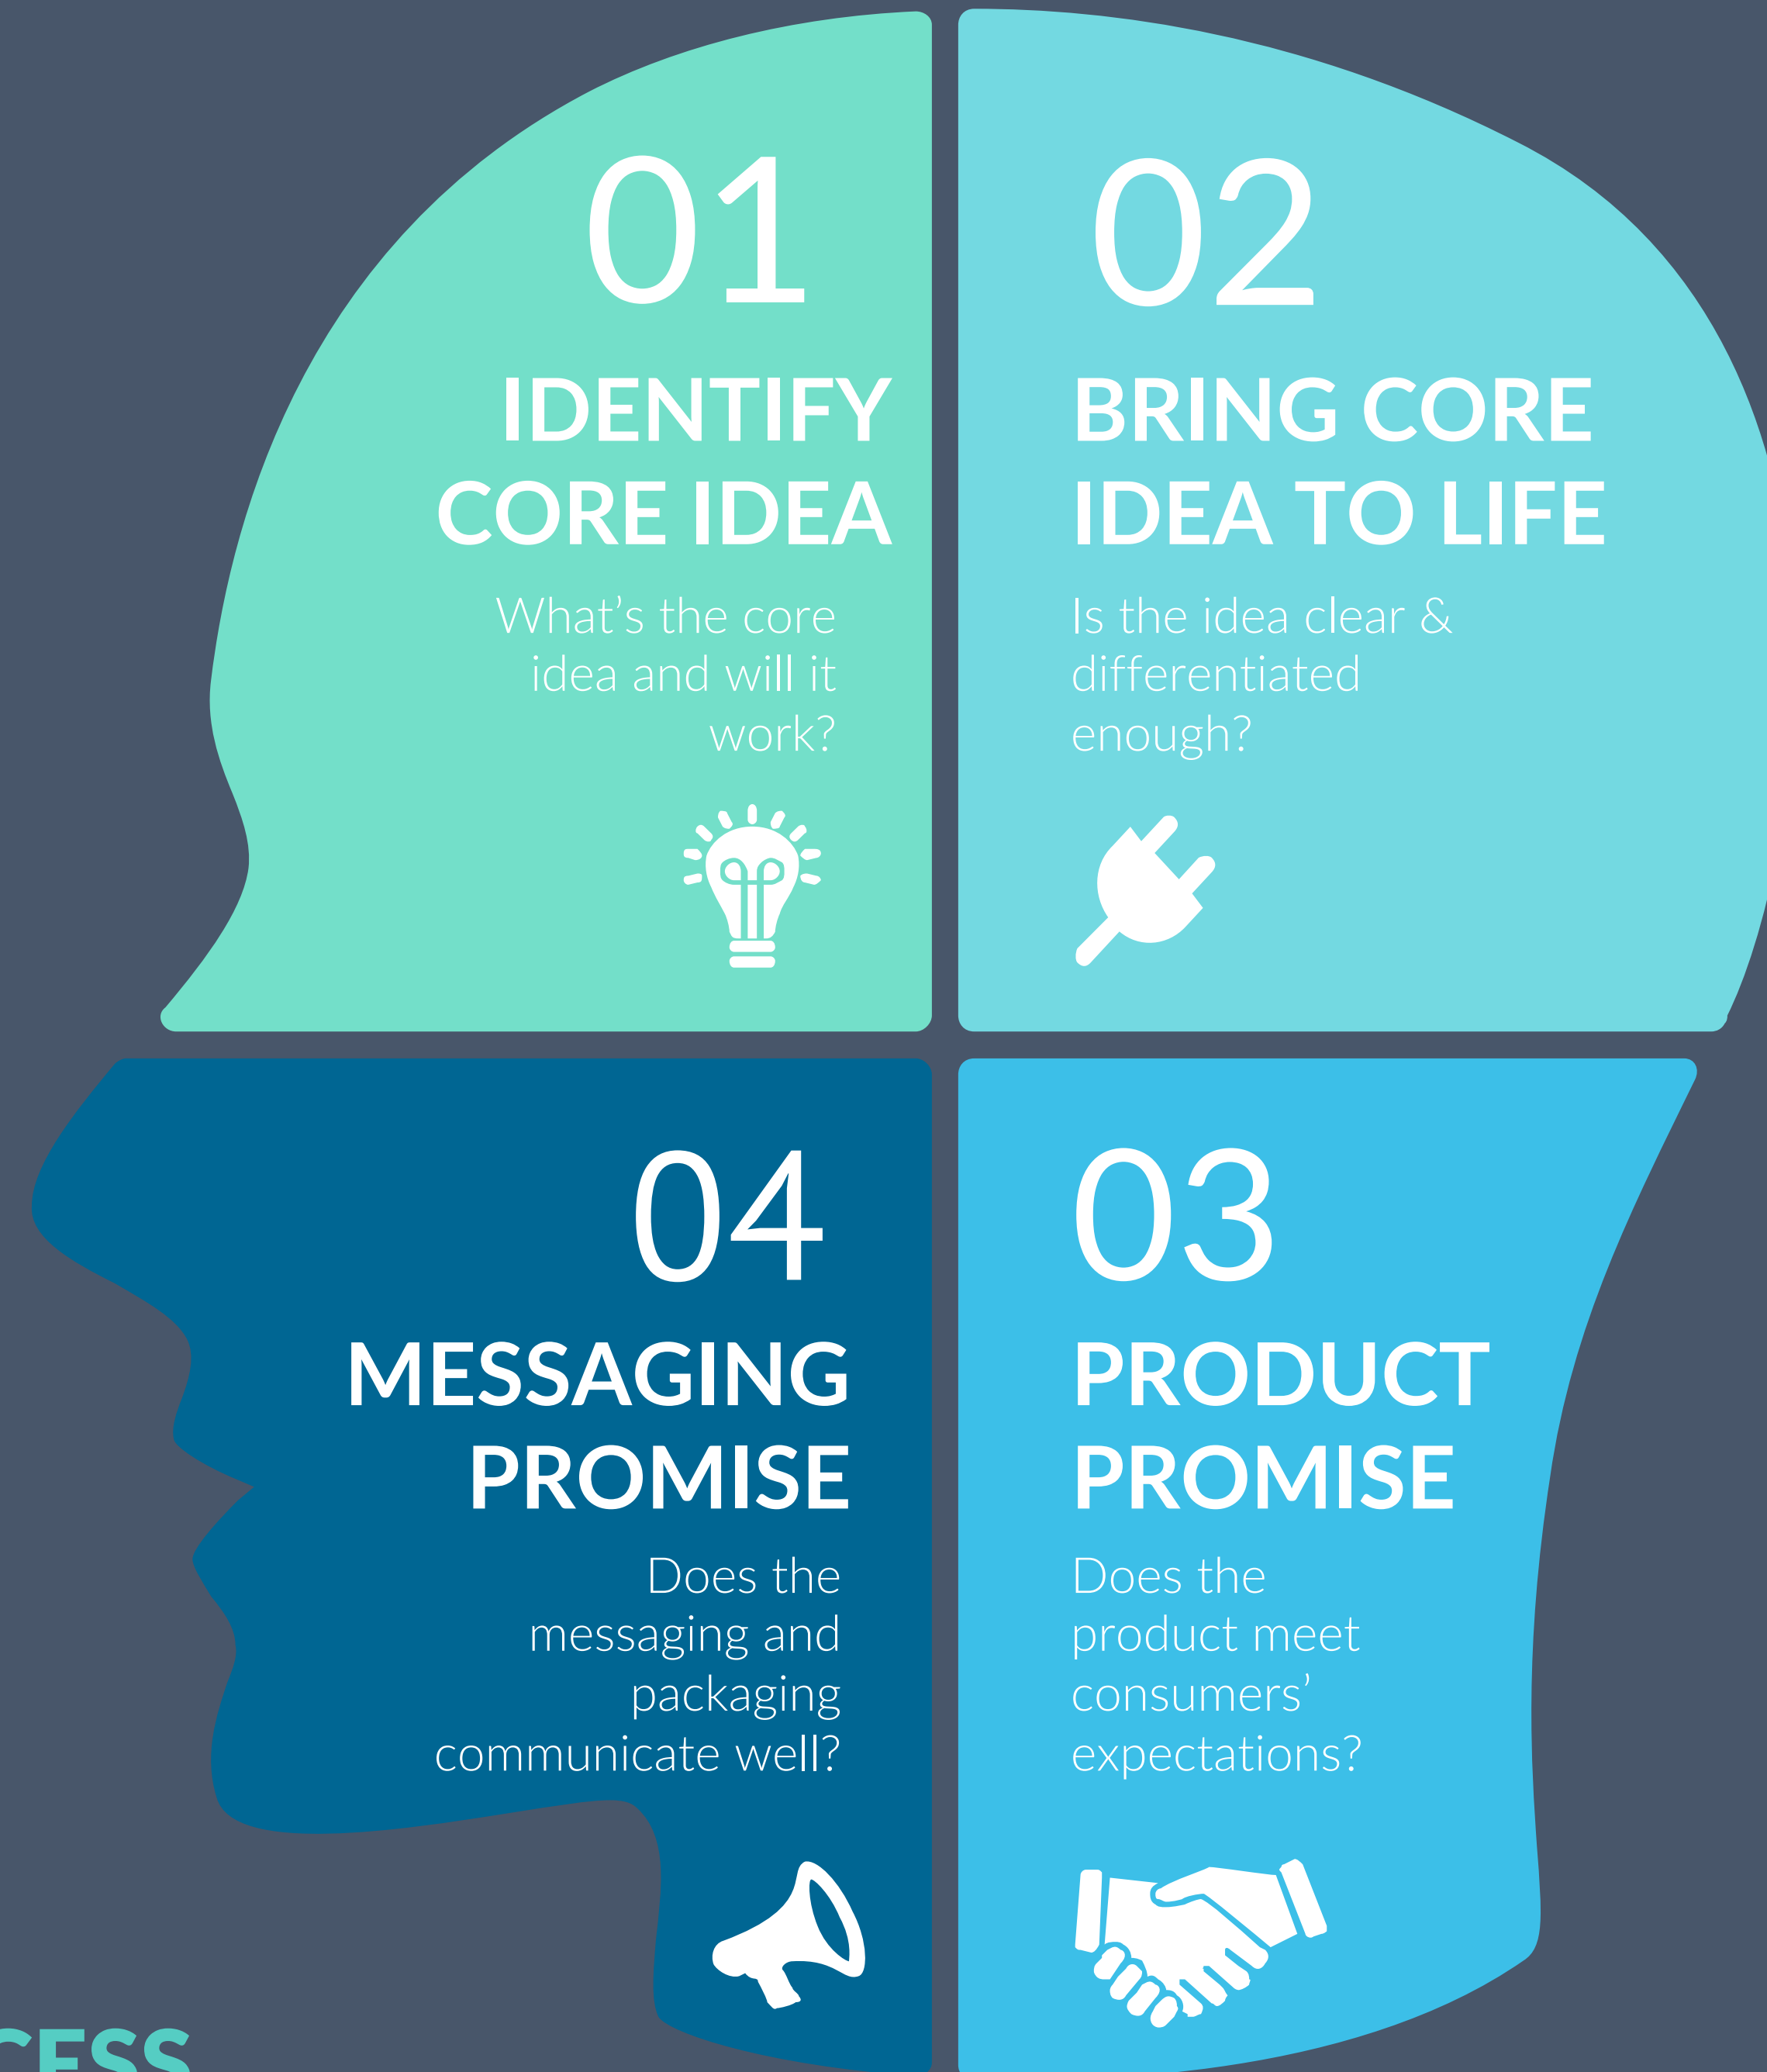 01
IDENTIFY
CORE IDEA
What's the core
idea and will it
work?
02
BRING CORE
IDEA TO LIFE
Is the idea clear &
differentiated
enough?
03
PRODUCT
PROMISE
Does the
product meet
consumers'
expectations?
04
MESSAGING
PROMISE
Does the
messaging and
packaging
communicate well?